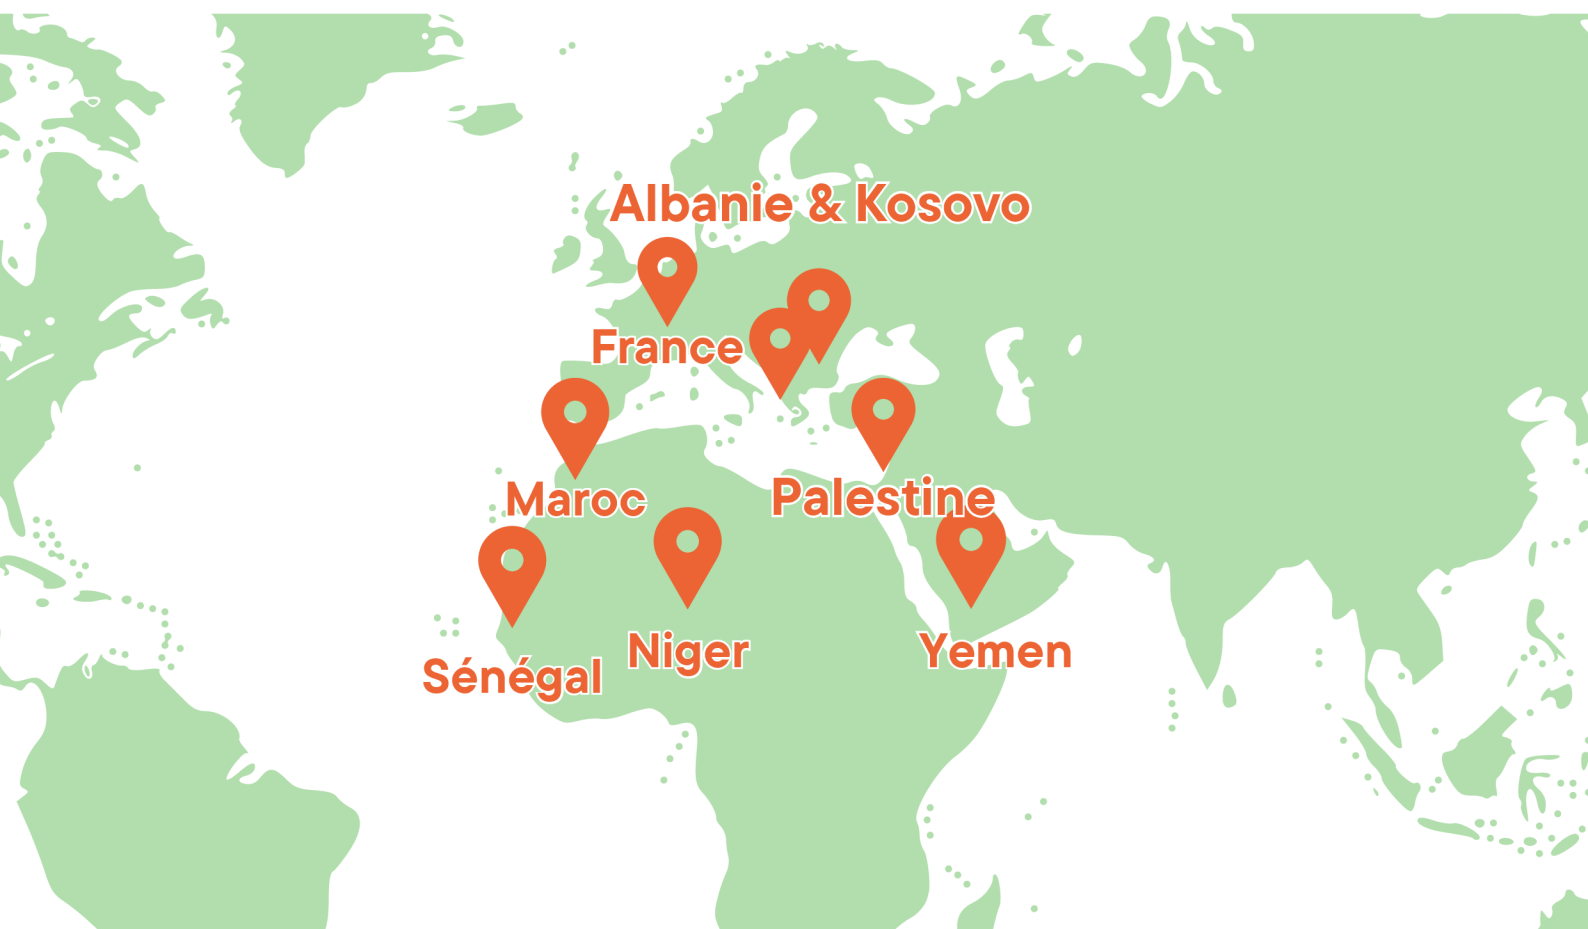 Albanie & Kosovo
France
Maroc
Palestine
Niger
Yemen
Sénégal